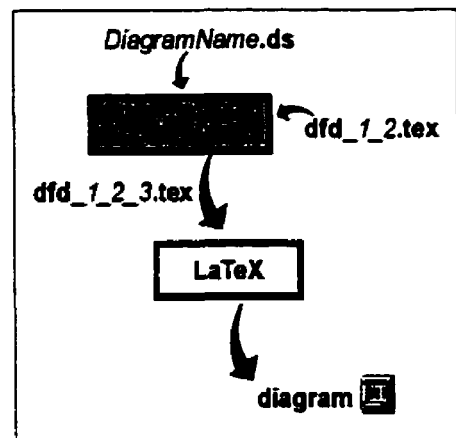 DiagramName.ds
dfd_1_2.tex
dfd_1_2_3.tex
LaTeX
diagram